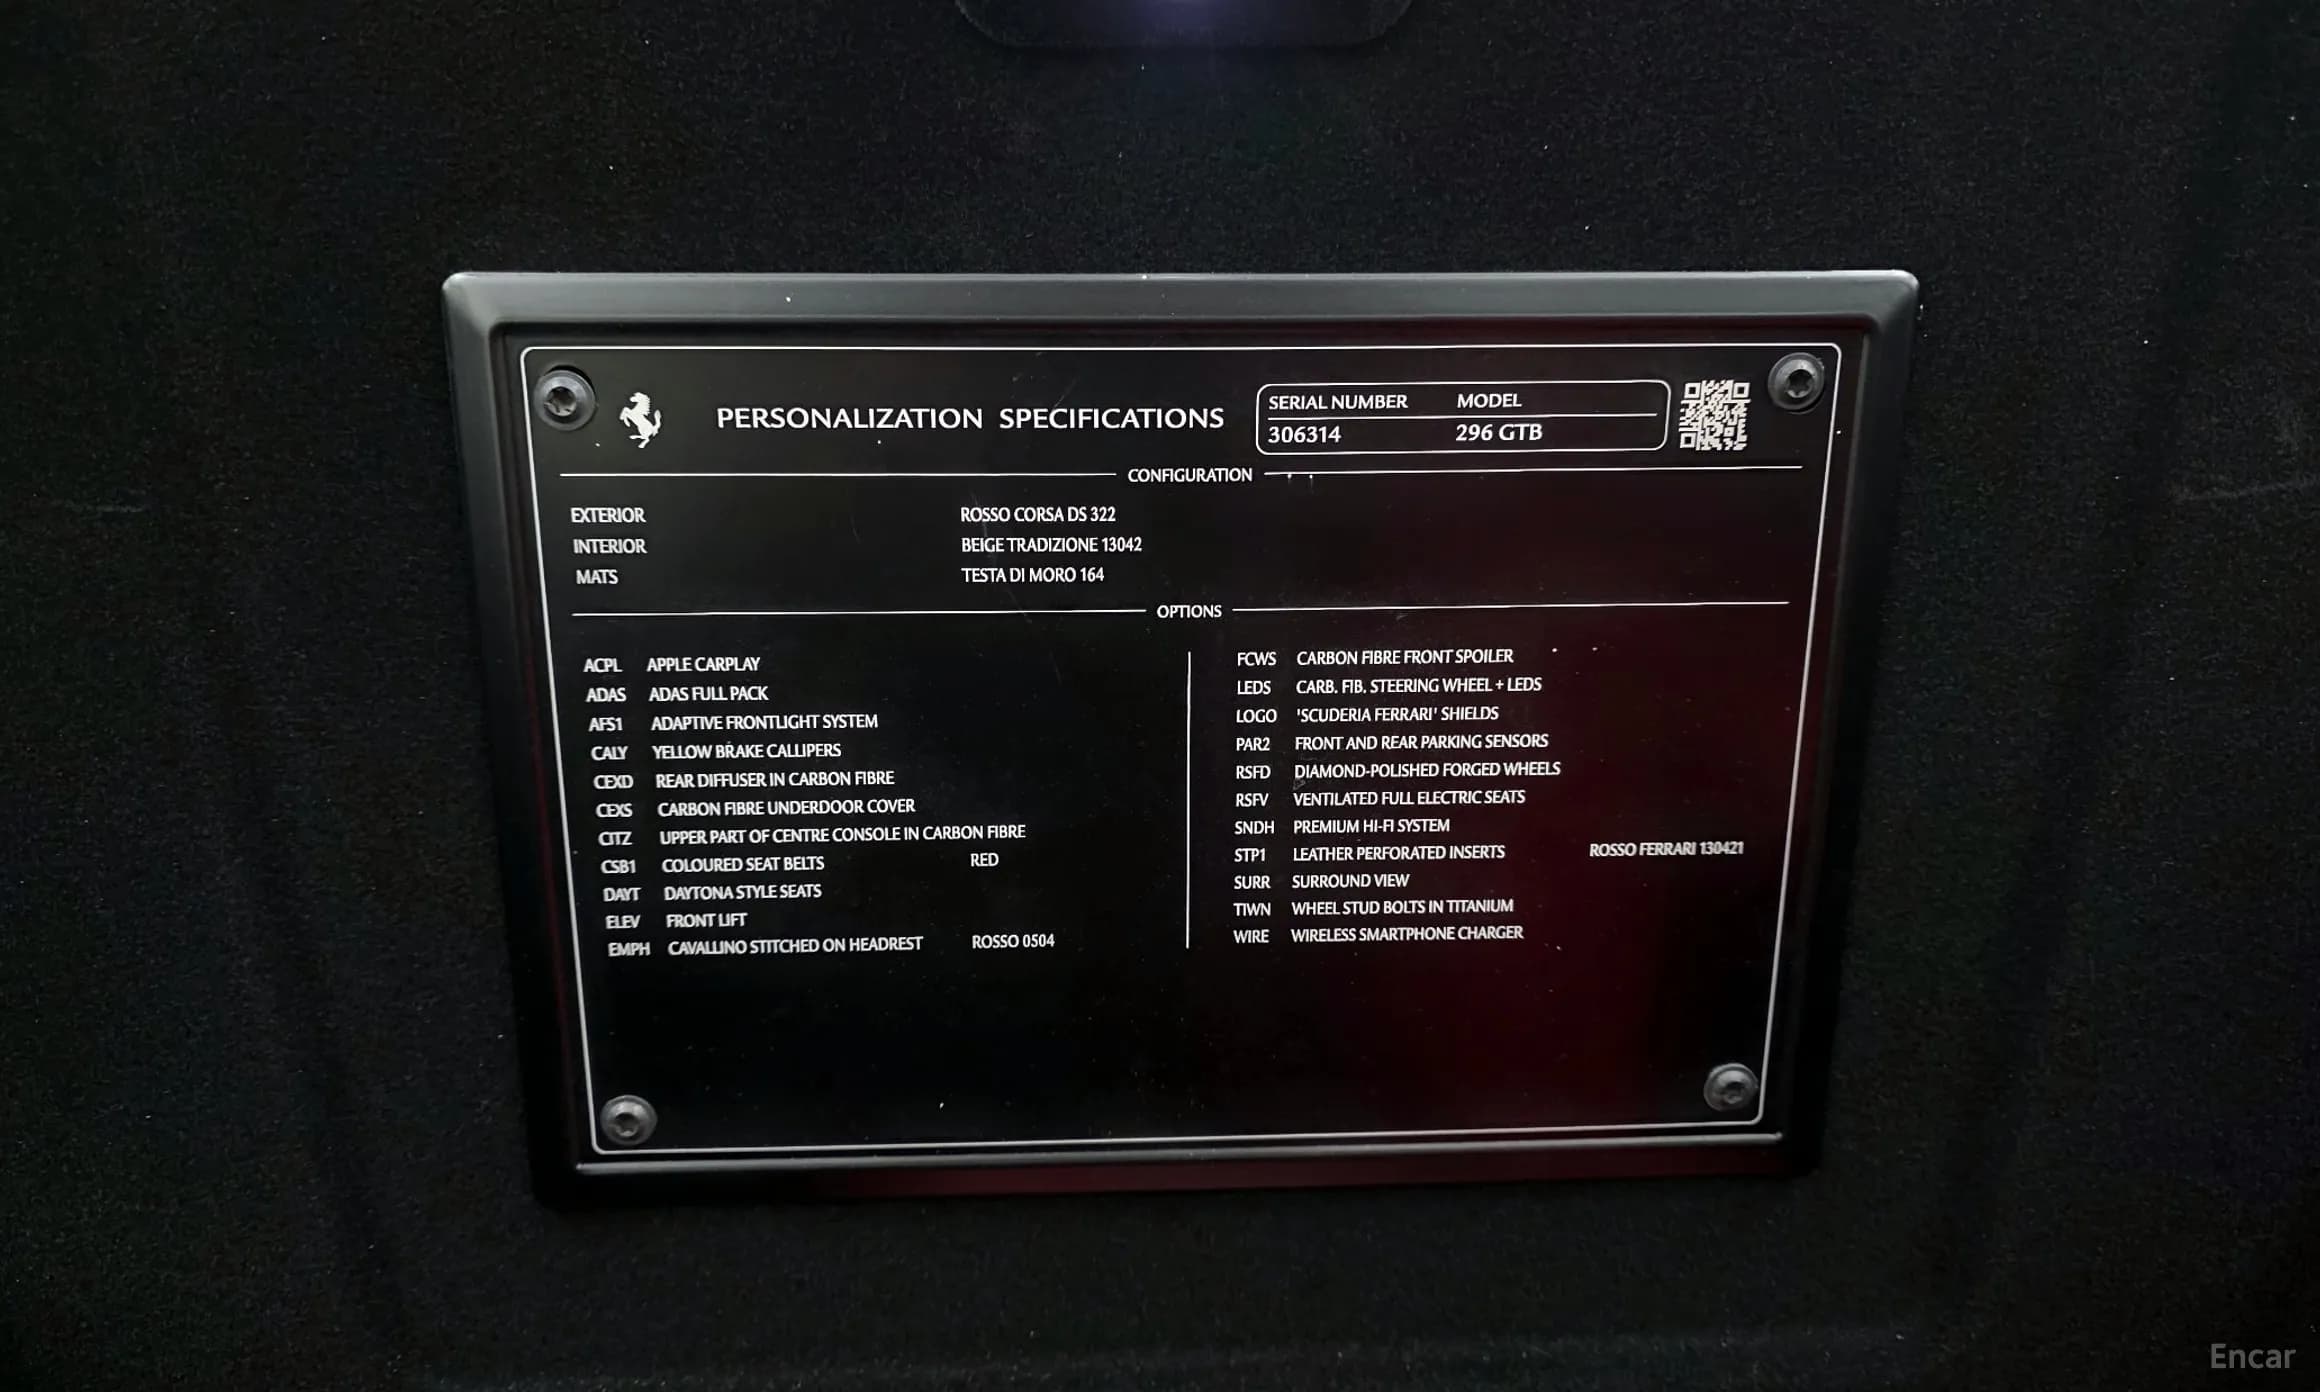 PERSONALIZATION SPECIFICATIONS
SERIAL NUMBER MODEL
306314 296 GTB
CONFIGURATION
EXTERIOR ROSSO CORSA DS 322
INTERIOR BEIGE TRADIZIONE 13042
MATS TESTA DI MORO 164
OPTIONS
ACPL APPLE CARPLAY
ADAS ADAS FULL PACK
AFS1 ADAPTIVE FRONTLIGHT SYSTEM
CALY YELLOW BRAKE CALLIPERS
CEXD REAR DIFFUSER IN CARBON FIBRE
CEXS CARBON FIBRE UNDERDOOR COVER
CITZ UPPER PART OF CENTRE CONSOLE IN CARBON FIBRE
CSB1 COLOURED SEAT BELTS RED
DAYT DAYTONA STYLE SEATS
ELEV FRONT LIFT
EMPH CAVALLINO STITCHED ON HEADREST ROSSO 0504
FCWS CARBON FIBRE FRONT SPOILER
LEDS CARB. FIB. STEERING WHEEL + LEDS
LOGO 'SCUDERIA FERRARI' SHIELDS
PAR2 FRONT AND REAR PARKING SENSORS
RSFD DIAMOND-POLISHED FORGED WHEELS
RSFV VENTILATED FULL ELECTRIC SEATS
SNDH PREMIUM HI-FI SYSTEM
STP1 LEATHER PERFORATED INSERTS ROSSO FERRARI 130421
SURR SURROUND VIEW
TIWN WHEEL STUD BOLTS IN TITANIUM
WIRE WIRELESS SMARTPHONE CHARGER
Encar